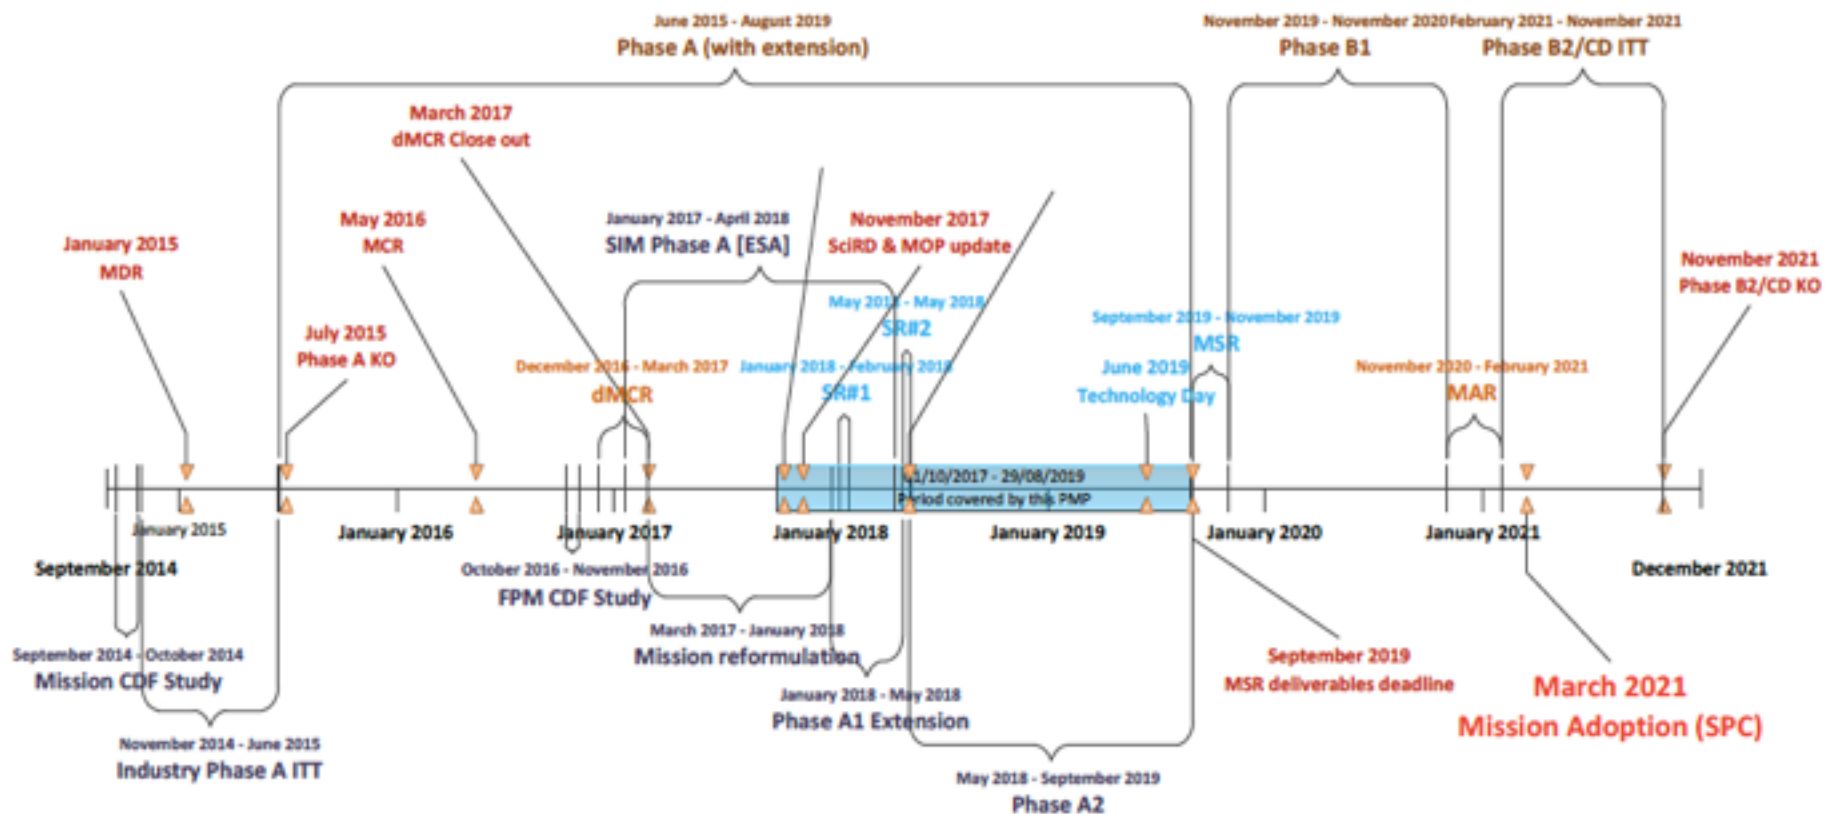 June 2015 - August 2019
Phase A (with extension)
November 2019 - November 2020
Phase B1
February 2021 - November 2021
Phase B2/CD ITT
March 2017
dMCR Close out
January 2015
MDR
May 2016
MCR
July 2015
Phase A KO
January 2017 - April 2018
SIM Phase A [ESA]
November 2017
SciRD & MOP update
May 2018 - May 2018
SR#2
December 2016 - March 2017
dMCR
January 2018 - February 2018
SR#1
September 2019 - November 2019
MSR
June 2019
Technology Day
November 2020 - February 2021
MAR
November 2021
Phase B2/CD KO
01/10/2017 - 29/08/2019
Period covered by this PMP
January 2015
January 2016
January 2017
January 2018
January 2019
January 2020
January 2021
September 2014
December 2021
October 2016 - November 2016
FPM CDF Study
September 2014 - October 2014
Mission CDF Study
March 2017 - January 2018
Mission reformulation
January 2018 - May 2018
Phase A1 Extension
November 2014 - June 2015
Industry Phase A ITT
May 2018 - September 2019
Phase A2
September 2019
MSR deliverables deadline
March 2021
Mission Adoption (SPC)